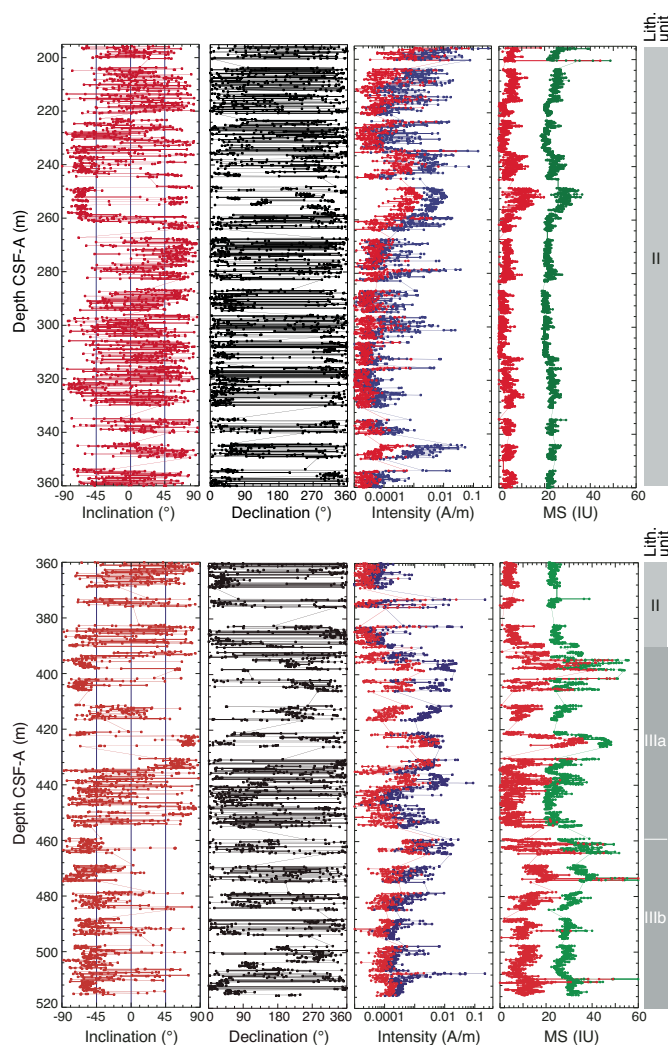 Lith. unit
200
220
240
260
280
300
320
340
360
Depth CSF-A (m)
II
-90 -45 0 45 90
0 90 180 270 360
0.0001 0.01 0.1
0 20 40 60
Inclination (°) Declination (°) Intensity (A/m) MS (IU)
Lith. unit
360
380
400
420
440
460
480
500
520
Depth CSF-A (m)
II
IIIa
IIIb
-90 -45 0 45 90
0 90 180 270 360
0.0001 0.01 0.1
0 20 40 60
Inclination (°) Declination (°) Intensity (A/m) MS (IU)